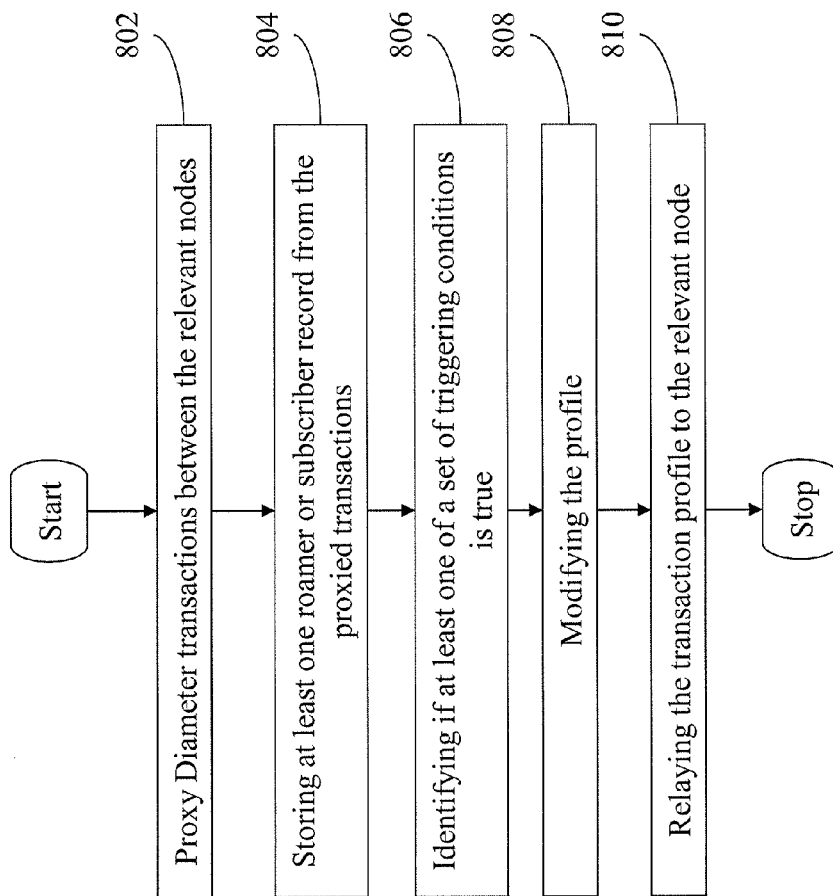 Start
802
Proxy Diameter transactions between the relevant nodes
804
Storing at least one roamer or subscriber record from the
proxied transactions
806
Identifying if at least one of a set of triggering conditions
is true
808
Modifying the profile
810
Relaying the transaction profile to the relevant node
Stop